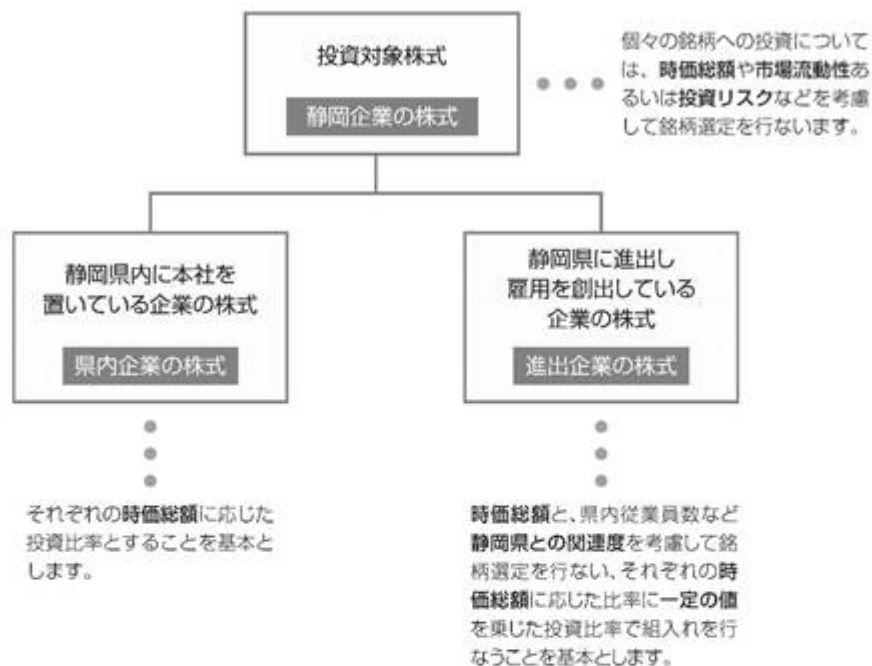 投資対象株式
静岡企業の株式
個々の銘柄への投資について
は、時価総額や市場流動性あ
るいは投資リスクなどを考慮
して銘柄選定を行ないます。
静岡県内に本社を
置いている企業の株式
県内企業の株式
それぞれの時価総額に応じた
投資比率とすることを基本と
します。
静岡県に進出し
雇用を創出している
企業の株式
進出企業の株式
時価総額と、県内従業員数など
静岡県との関連度を考慮して銘
柄選定を行ない、それぞれの時
価総額に応じた比率に一定の値
を乗じた投資比率で組入れを行
なうことを基本とします。